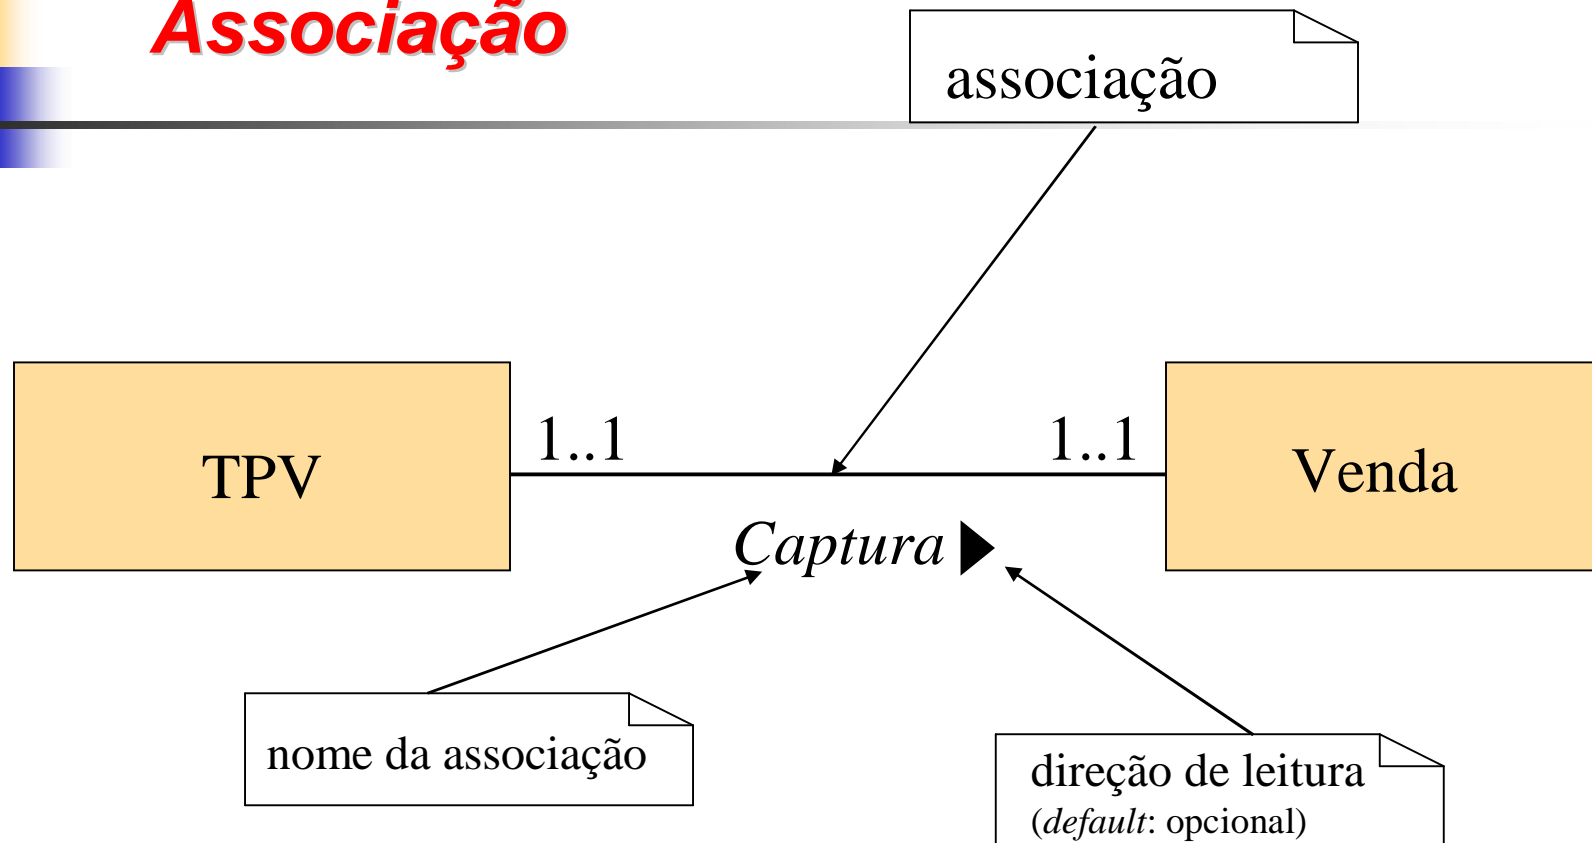 Associação
associação
1..1
1..1
TPV
Venda
Captura
nome da associação
direção de leitura
(default: opcional)